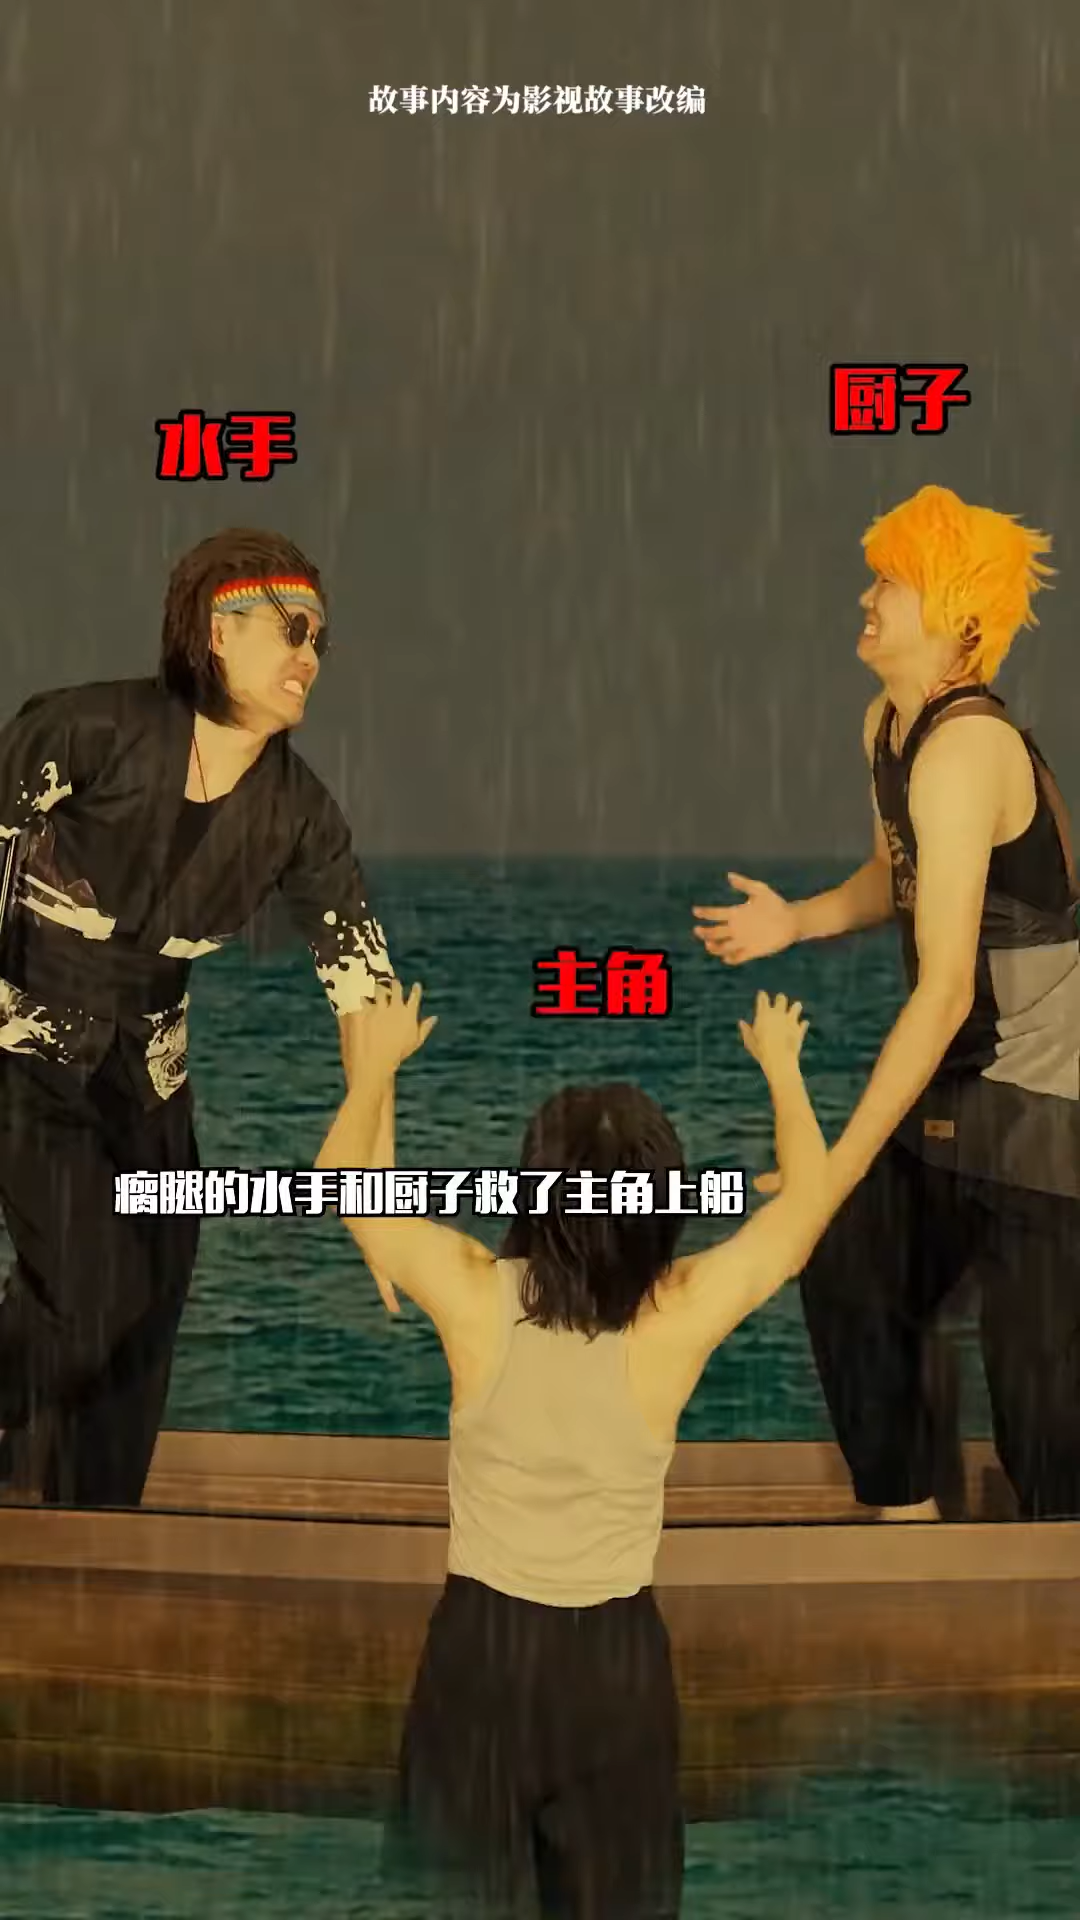 故事内容为影视故事改编
厨子
水手
主角
瘸腿的水手和厨子救了主角上船